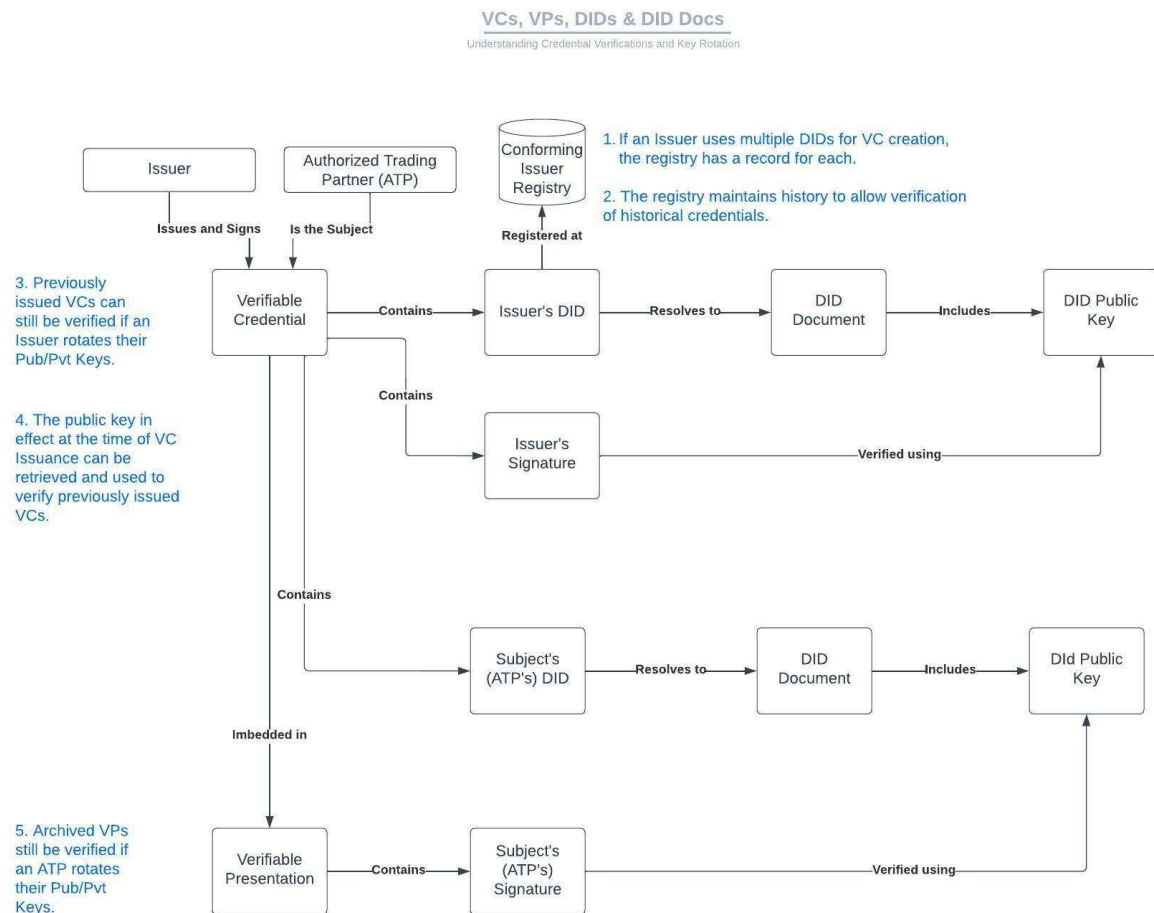 VCs, VPs, DIDs & DID Docs
Understanding Credential Verifications and Key Rotation
Issuer
Authorized Trading
Partner (ATP)
Conforming
Issuer
Registry
1. If an Issuer uses multiple DIDs for VC creation,
the registry has a record for each.
2. The registry maintains history to allow verification
of historical credentials.
Issues and Signs
Is the Subject
Registered at
3. Previously
issued VCs can
still be verified if an
Issuer rotates their
Pub/Pvt Keys.
Verifiable
Credential
Contains
Issuer's DID
Resolves to
DID
Document
Includes
DID Public
Key
Contains
4. The public key in
effect at the time of VC
Issuance can be
retrieved and used to
verify previously issued
VCs.
Issuer's
Signature
Verified using
Contains
Subject's
(ATP's) DID
Resolves to
DID
Document
Includes
DId Public
Key
Imbedded in
5. Archived VPs
still be verified if
an ATP rotates
their Pub/Pvt
Keys.
Verifiable
Presentation
Contains
Subject's
(ATP's)
Signature
Verified using